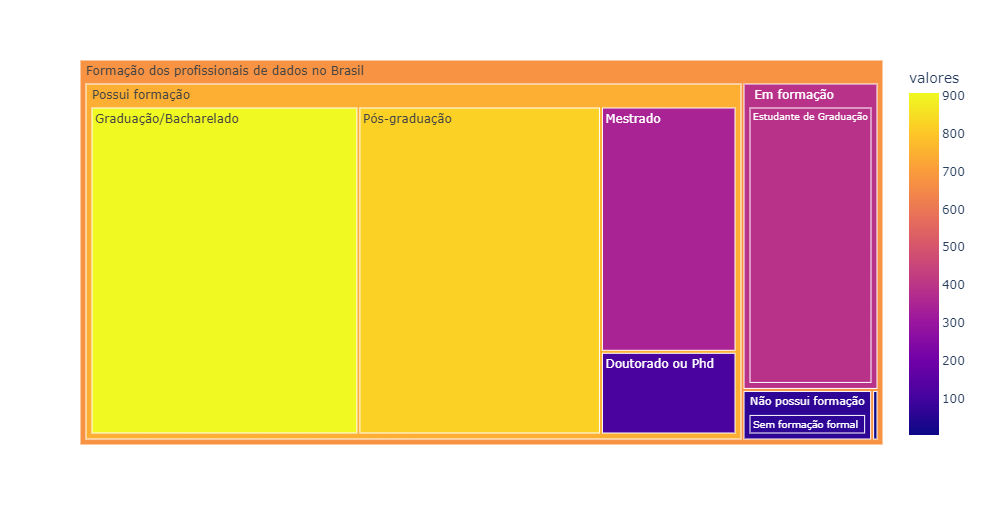 Formação dos profissionais de dados no Brasil
Possui formação
Graduação/Bacharelado
Pós-graduação
Mestrado
Doutorado ou Phd
Em formação
Estudante de Graduação
Não possui formação
Sem formação formal
valores
900
800
700
600
500
400
300
200
100